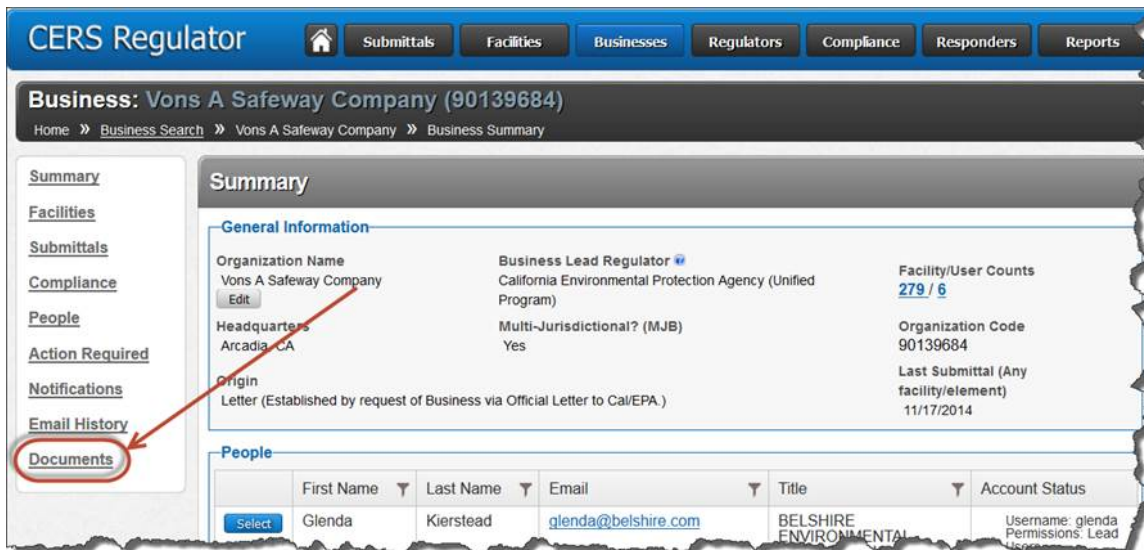 CERS Regulator
Submittals Facilities Businesses Regulators Compliance Responders Reports
Business: Vons A Safeway Company (90139684)
Home » Business Search » Vons A Safeway Company » Business Summary
Summary
Facilities
Submittals
Compliance
People
Action Required
Notifications
Email History
Documents
Summary
General Information
Organization Name
Vons A Safeway Company
Edit
Business Lead Regulator
California Environmental Protection Agency (Unified
Program)
Facility/User Counts
279 / 6
Headquarters
Arcadia, CA
Multi-Jurisdictional? (MJB)
Yes
Organization Code
90139684
Origin
Letter (Established by request of Business via Official Letter to Cal/EPA.)
Last Submittal (Any
facility/element)
11/17/2014
People
First Name Last Name Email Title Account Status
Select Glenda Kierstead glenda@belshire.com BELSHIRE
ENVIRONMENTAL
Username: glenda
Permissions: Lead